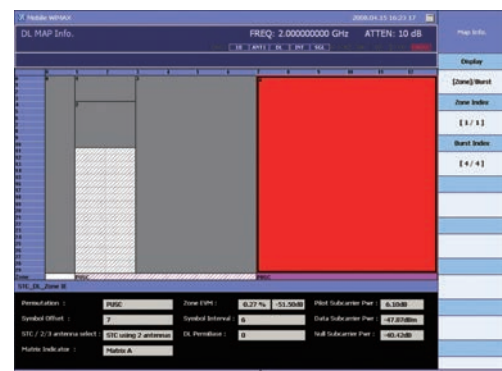 Mobile WiMAX 2008.04.25 16:23:17
DL MAP Info.
FREQ: 2.000000000 GHz ATTEN: 10 dB
Map Info.
Display
[Zone]/Burst
Zone Index
[1/1]
Burst Index
[4/4]
Zone PUSC PUSC
STC_DL_Zone IE
Permutation : PUSC Zone EVM : 0.27 % -51.50dB Pilot Subcarrier Pwr : 6.10dB
Symbol Offset : 7 Symbol Interval : 6 Data Subcarrier Pwr : -47.87dBm
STC / 2/3 antenna select : STC using 2 antennas DL PermBase : 0 Null Subcarrier Pwr : -40.42dB
Matrix Indicator : Matrix A